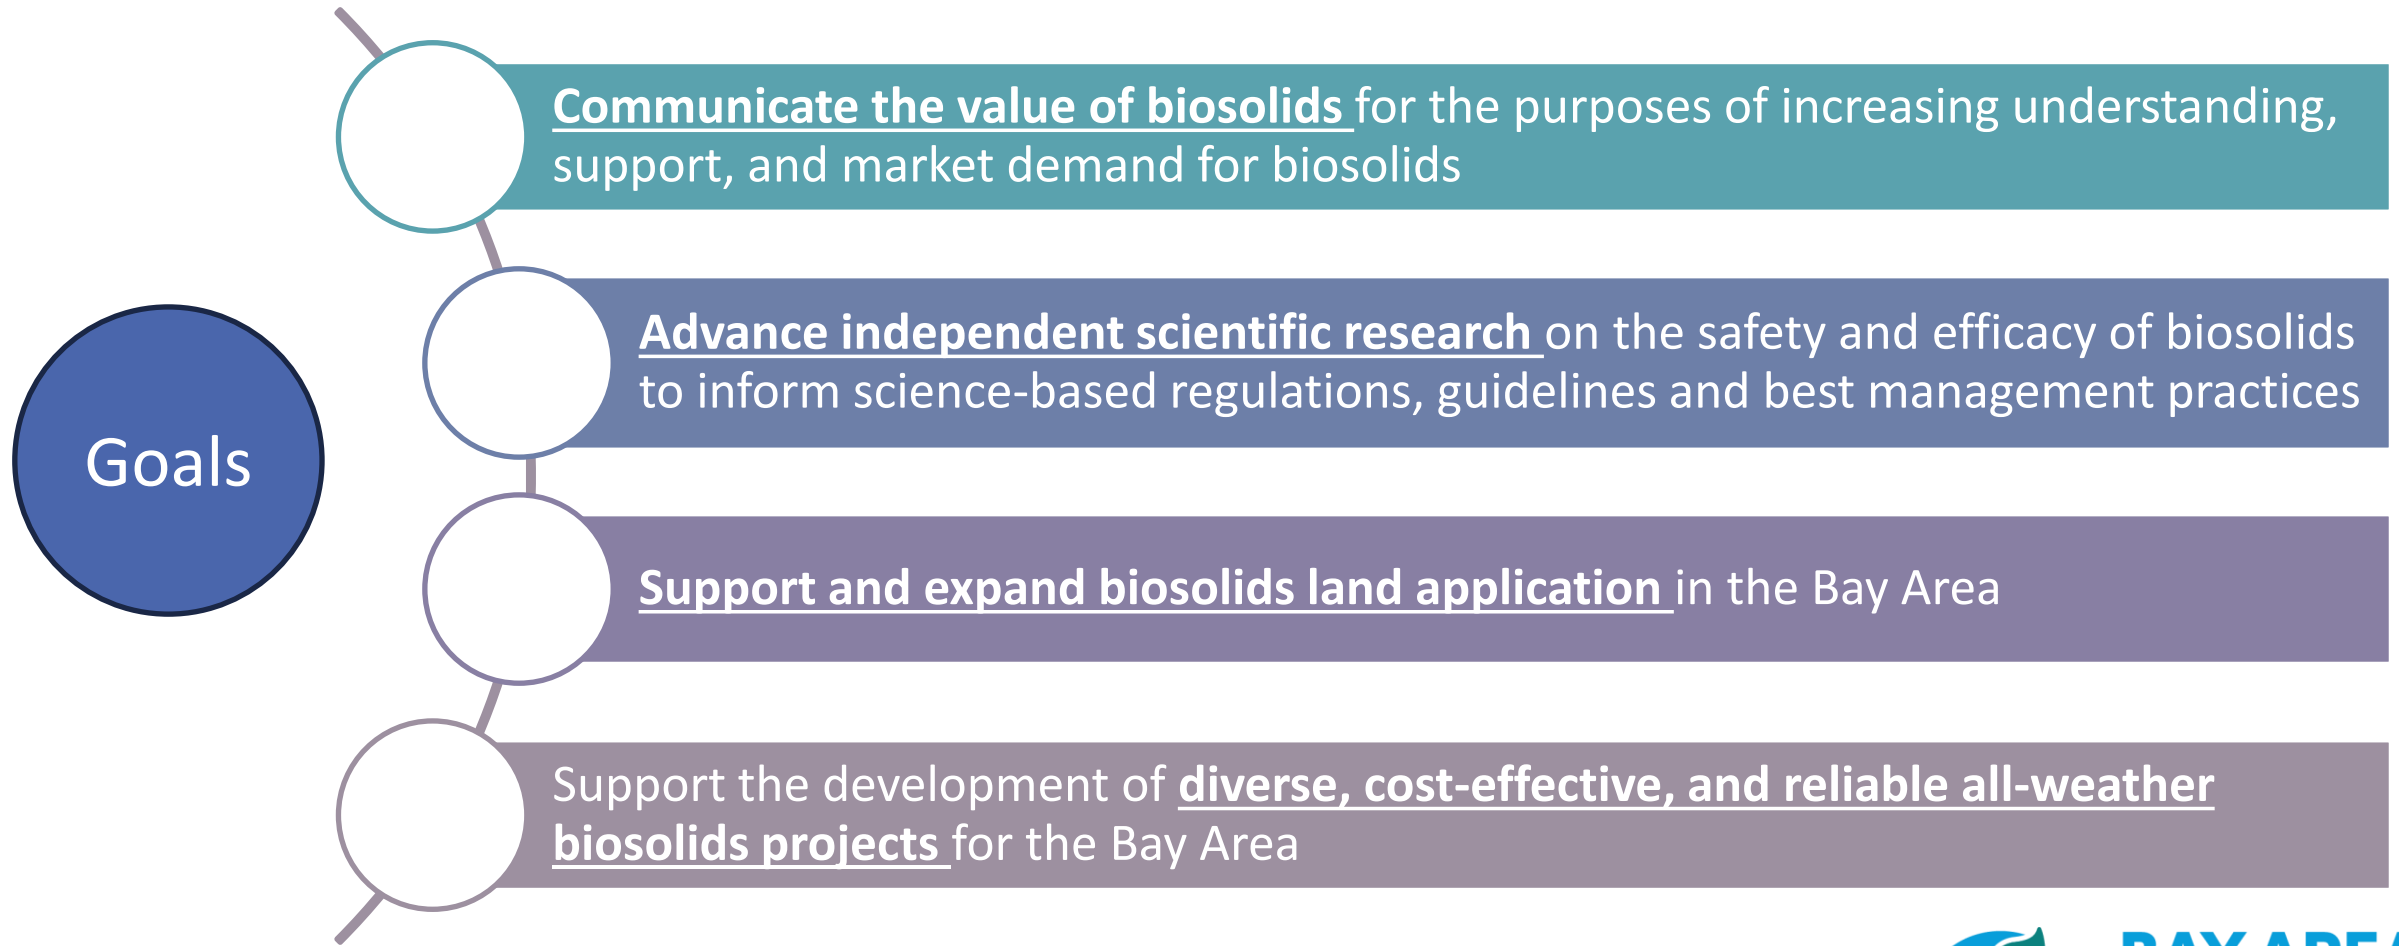 Communicate the value of biosolids for the purposes of increasing understanding,
support, and market demand for biosolids
Advance independent scientific research on the safety and efficacy of biosolids
to inform science-based regulations, guidelines and best management practices
Goals
Support and expand biosolids land application in the Bay Area
Support the development of diverse, cost-effective, and reliable all-weather
biosolids projects for the Bay Area
BAY AREA